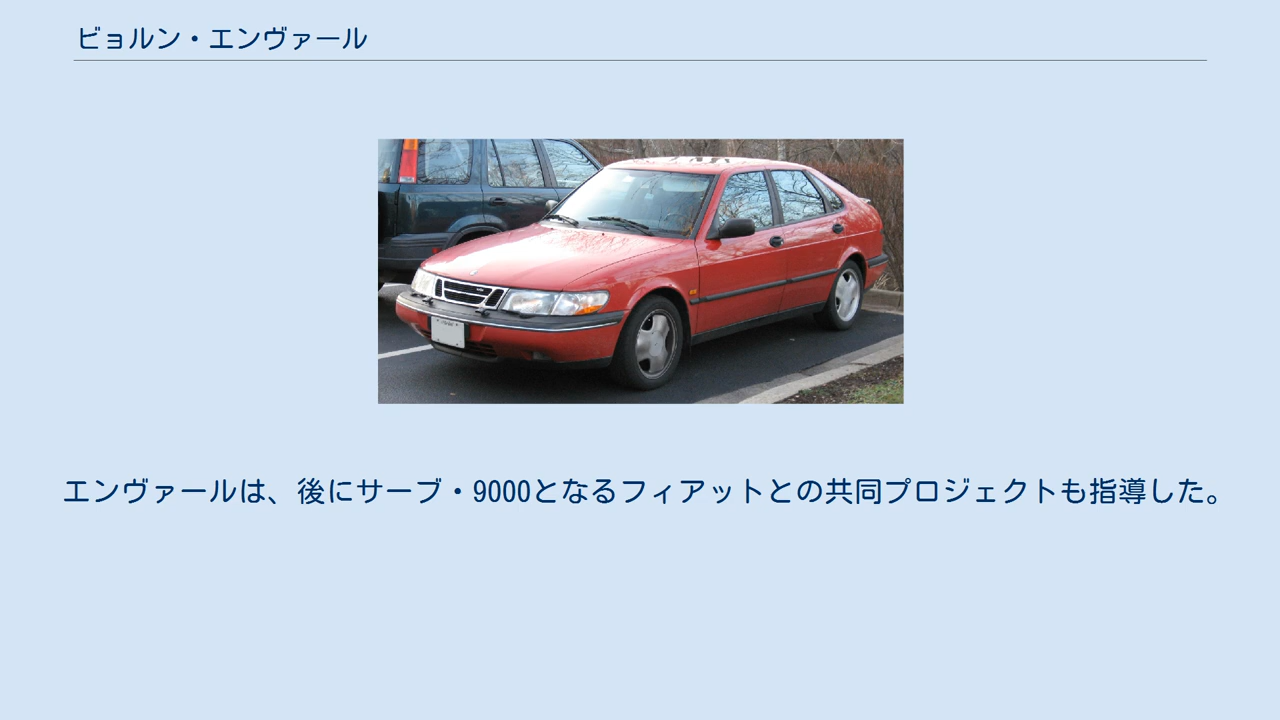 ビョルン・エンヴァール
エンヴァールは、後にサーブ・9000となるフィアットとの共同プロジェクトも指導した。